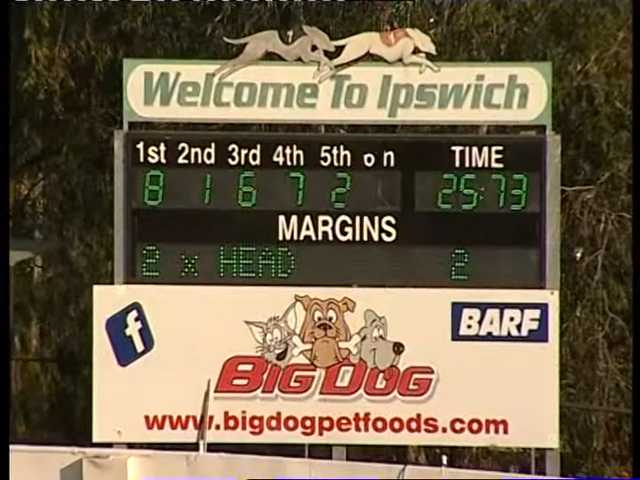 Welcome To Ipswich
1st 2nd 3rd 4th 5th on TIME
8 1 6 7 2 25:73
MARGINS
2 x HEAD 2
f
BARF
BIG DOG
www.bigdogpetfoods.com